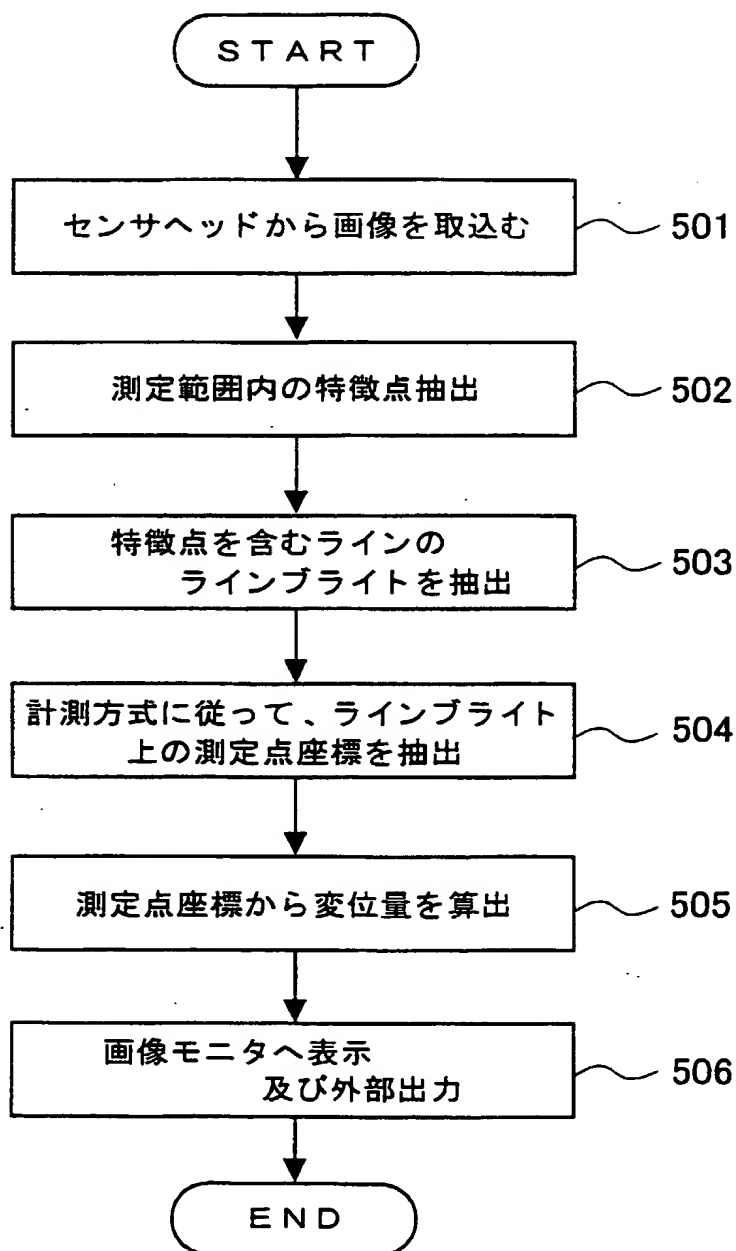 START
センサヘッドから画像を取込む
501
測定範囲内の特徴点抽出
502
特徴点を含むラインの
ラインブライトを抽出
503
計測方式に従って、ラインブライト
上の測定点座標を抽出
504
測定点座標から変位量を算出
505
画像モニタへ表示
及び外部出力
506
END